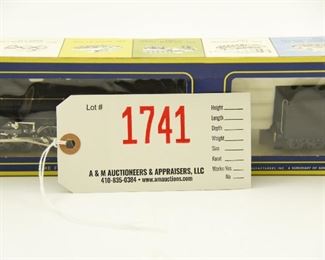 Lot #
1741
A & M AUCTIONEERS & APPRAISERS, LLC
410-835-0384 • www.amauctions.com
Height
Length
Depth
Weight
Size
Karat
Works: Yes
No